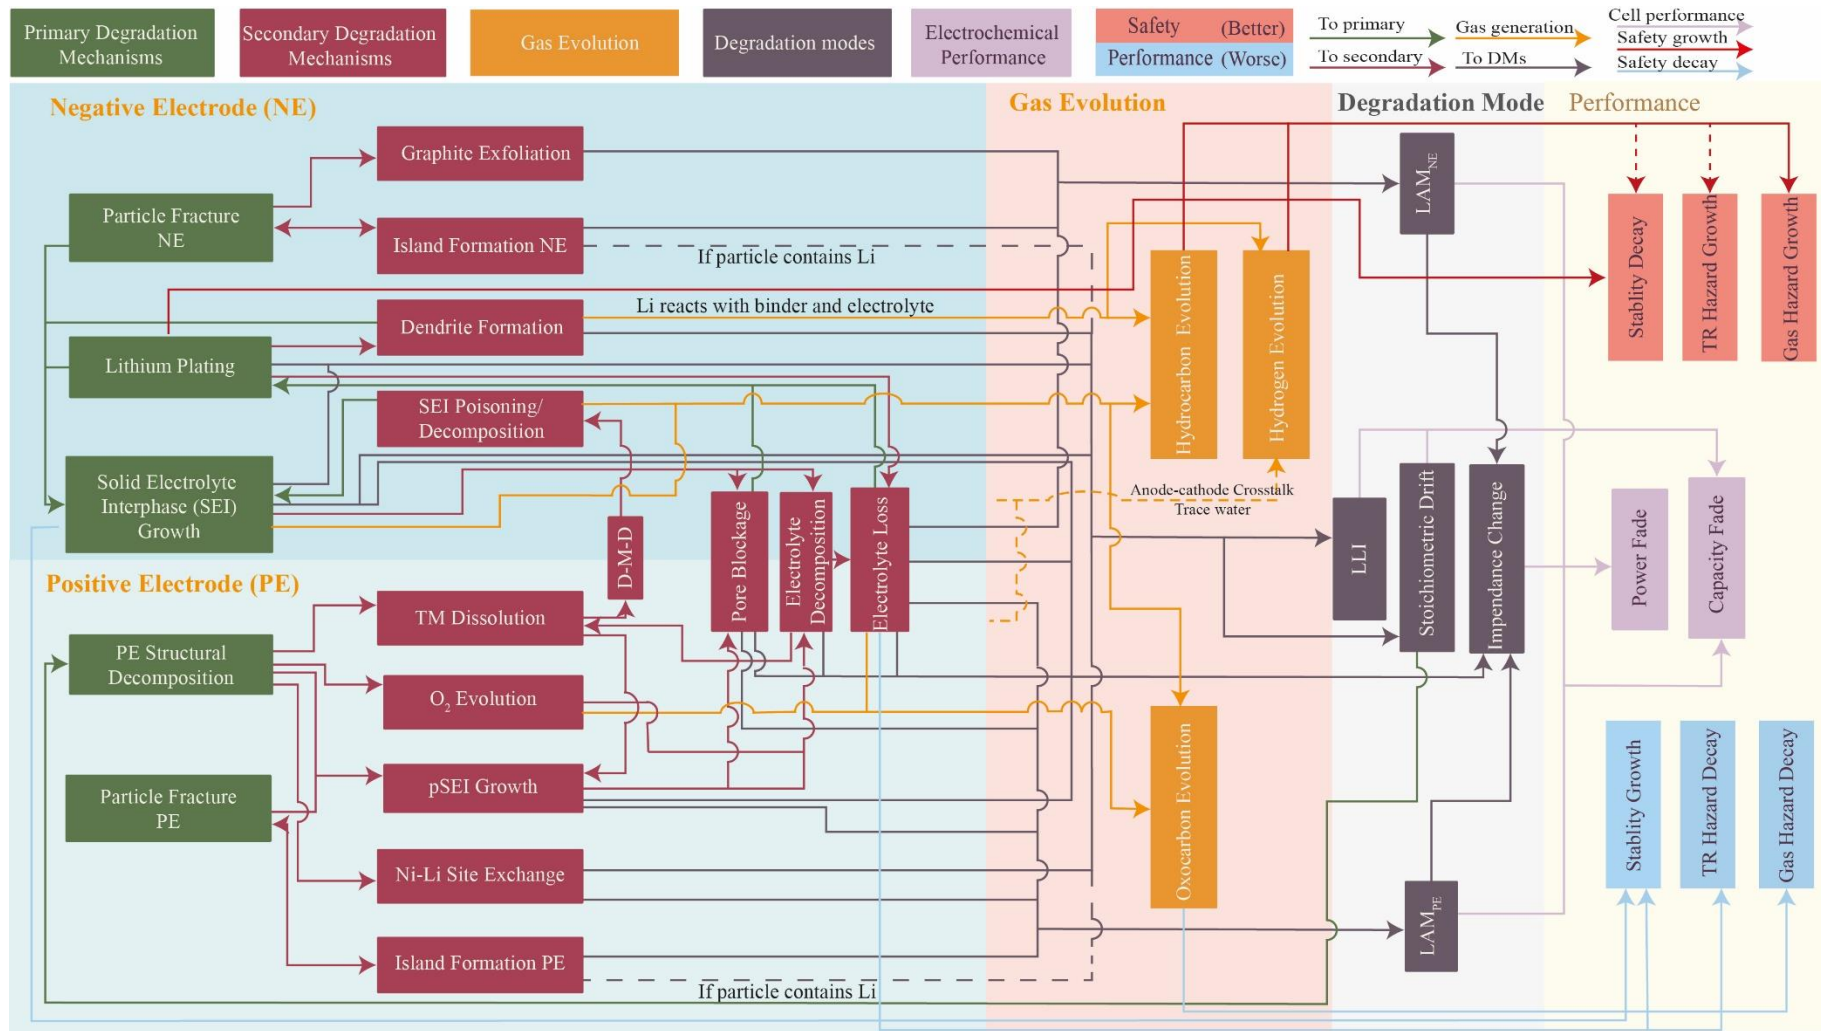 Primary Degradation
Mechanisms
Secondary Degradation
Mechanisms
Gas Evolution
Degradation modes
Electrochemical
Performance
Safety (Better)
Performance (Worse)
To primary
To secondary
Gas generation
To DMs
Cell performance
Safety growth
Safety decay
Negative Electrode (NE)
Gas Evolution
Degradation Mode
Performance
Graphite Exfoliation
Particle Fracture
NE
Island Formation NE
If particle contains Li
Li reacts with binder and electrolyte
Dendrite Formation
Lithium Plating
SEI Poisoning/
Decomposition
Solid Electrolyte
Interphase (SEI)
Growth
D-M-D
Pore Blockage
Electrolyte
Decomposition
Electrolyte Loss
Hydrocarbon Evolution
Hydrogen Evolution
Anode-cathode Crosstalk
Trace water
LAM_NE
Stablity Decay
TR Hazard Growth
Gas Hazard Growth
LLI
Stoichiometric Drift
Impendance Change
Power Fade
Capacity Fade
Positive Electrode (PE)
TM Dissolution
PE Structural
Decomposition
O₂ Evolution
pSEI Growth
Particle Fracture
PE
Ni-Li Site Exchange
Island Formation PE
If particle contains Li
Oxocarbon Evolution
LAM_PE
Stablity Growth
TR Hazard Decay
Gas Hazard Decay